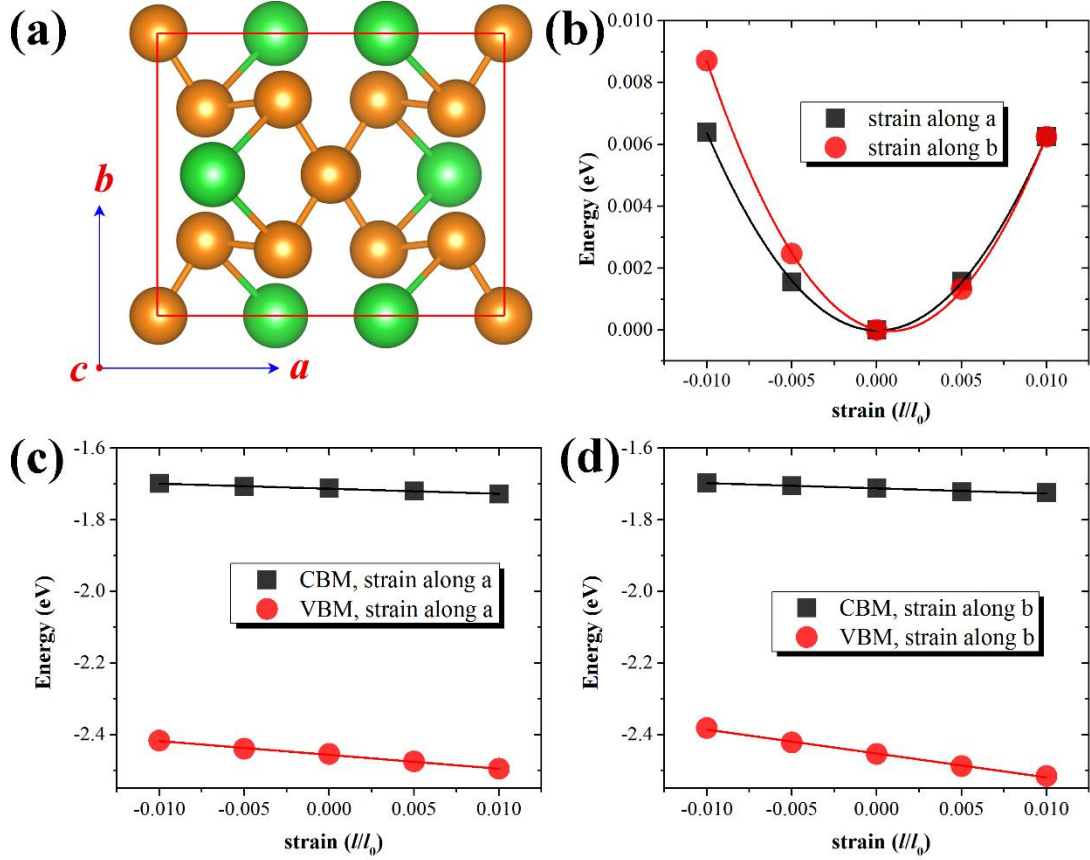 (a)
b
c
a
(b)
0.010
0.008
0.006
0.004
0.002
0.000
Energy (eV)
strain along a
strain along b
-0.010 -0.005 0.000 0.005 0.010
strain (l/l0)
(c)
-1.6
-1.8
-2.0
-2.2
-2.4
Energy (eV)
CBM, strain along a
VBM, strain along a
-0.010 -0.005 0.000 0.005 0.010
strain (l/l0)
(d)
-1.6
-1.8
-2.0
-2.2
-2.4
Energy (eV)
CBM, strain along b
VBM, strain along b
-0.010 -0.005 0.000 0.005 0.010
strain (l/l0)